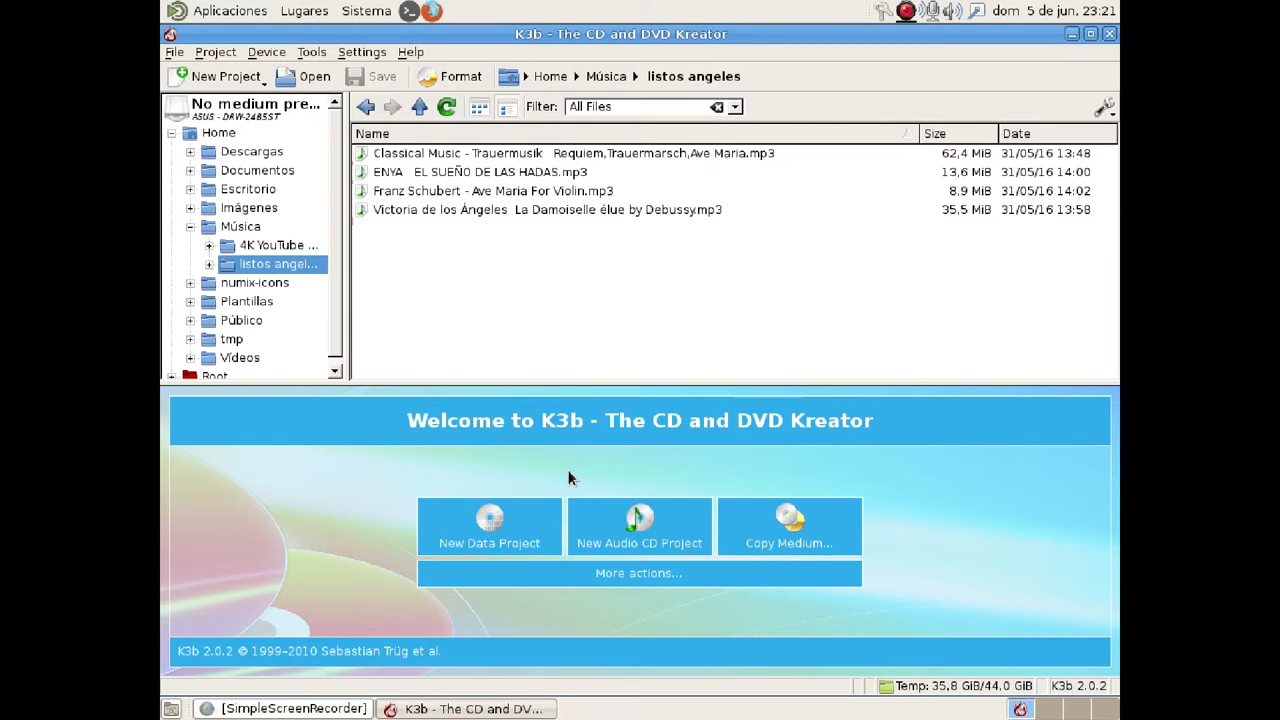 Aplicaciones Lugares Sistema dom 5 de jun, 23:21
K3b - The CD and DVD Kreator
File Project Device Tools Settings Help
New Project Open Save Format Home Música listos angeles
No medium pre...
ASUS - DRW-24B5ST
Filter: All Files
Name Size Date
Home
Descargas
Documentos
Escritorio
Imágenes
Música
4K YouTube ...
listos angel...
numix-icons
Plantillas
Público
tmp
Vídeos
Root
Classical Music - Trauermusik Requiem,Trauermarsch,Ave Maria.mp3 62,4 MiB 31/05/16 13:48
ENYA EL SUEÑO DE LAS HADAS.mp3 13,6 MiB 31/05/16 14:00
Franz Schubert - Ave Maria For Violin.mp3 8,9 MiB 31/05/16 14:02
Victoria de los Ángeles La Damoiselle élue by Debussy.mp3 35,5 MiB 31/05/16 13:58
Welcome to K3b - The CD and DVD Kreator
New Data Project New Audio CD Project Copy Medium...
More actions...
K3b 2.0.2 © 1999–2010 Sebastian Trüg et al.
Temp: 35,8 GiB/44,0 GiB K3b 2.0.2
[SimpleScreenRecorder] K3b - The CD and DV...